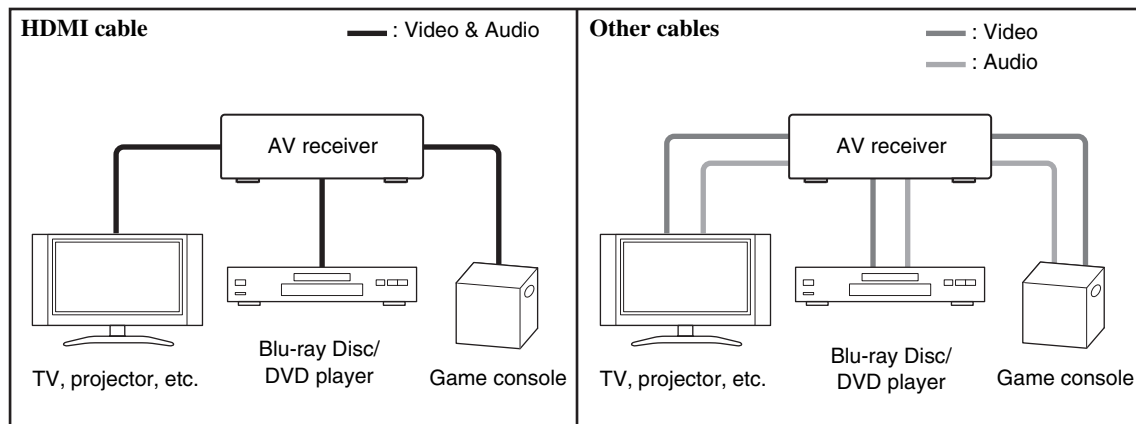 HDMI cable
: Video & Audio
AV receiver
TV, projector, etc.
Blu-ray Disc/
DVD player
Game console
Other cables
: Video
: Audio
AV receiver
TV, projector, etc.
Blu-ray Disc/
DVD player
Game console